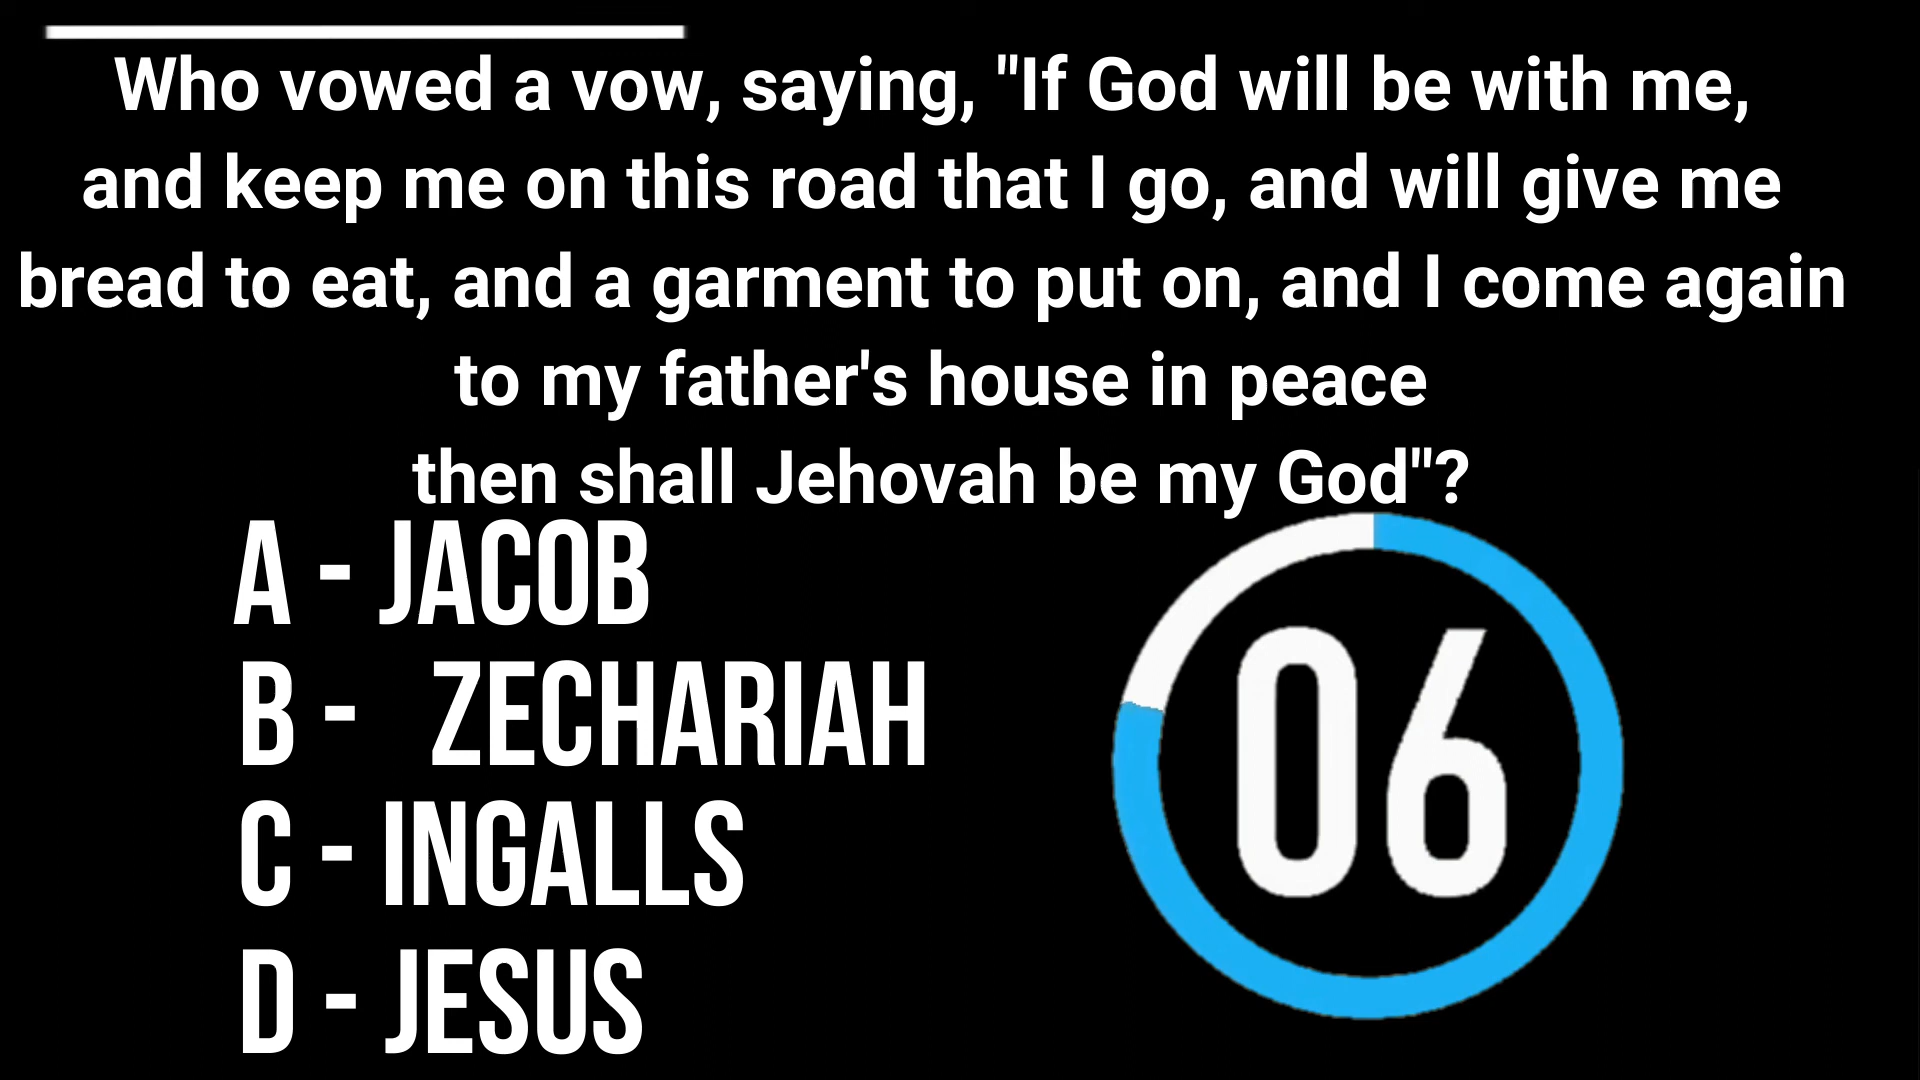 Who vowed a vow, saying, "If God will be with me,
and keep me on this road that I go, and will give me
bread to eat, and a garment to put on, and I come again
to my father's house in peace
then shall Jehovah be my God"?
A - JACOB
B - ZECHARIAH
C - INGALLS
D - JESUS
06